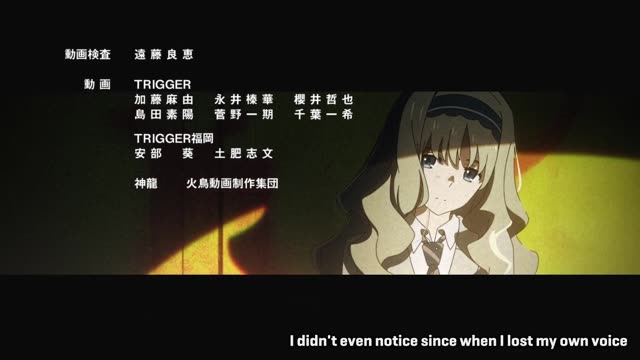 動画検査 遠藤良恵
動画 TRIGGER
加藤麻由 永井榛華 櫻井哲也
島田素陽 菅野一期 千葉一希
TRIGGER福岡
安部 葵 土肥志文
神龍 火鳥動画制作集団
I didn't even notice since when I lost my own voice